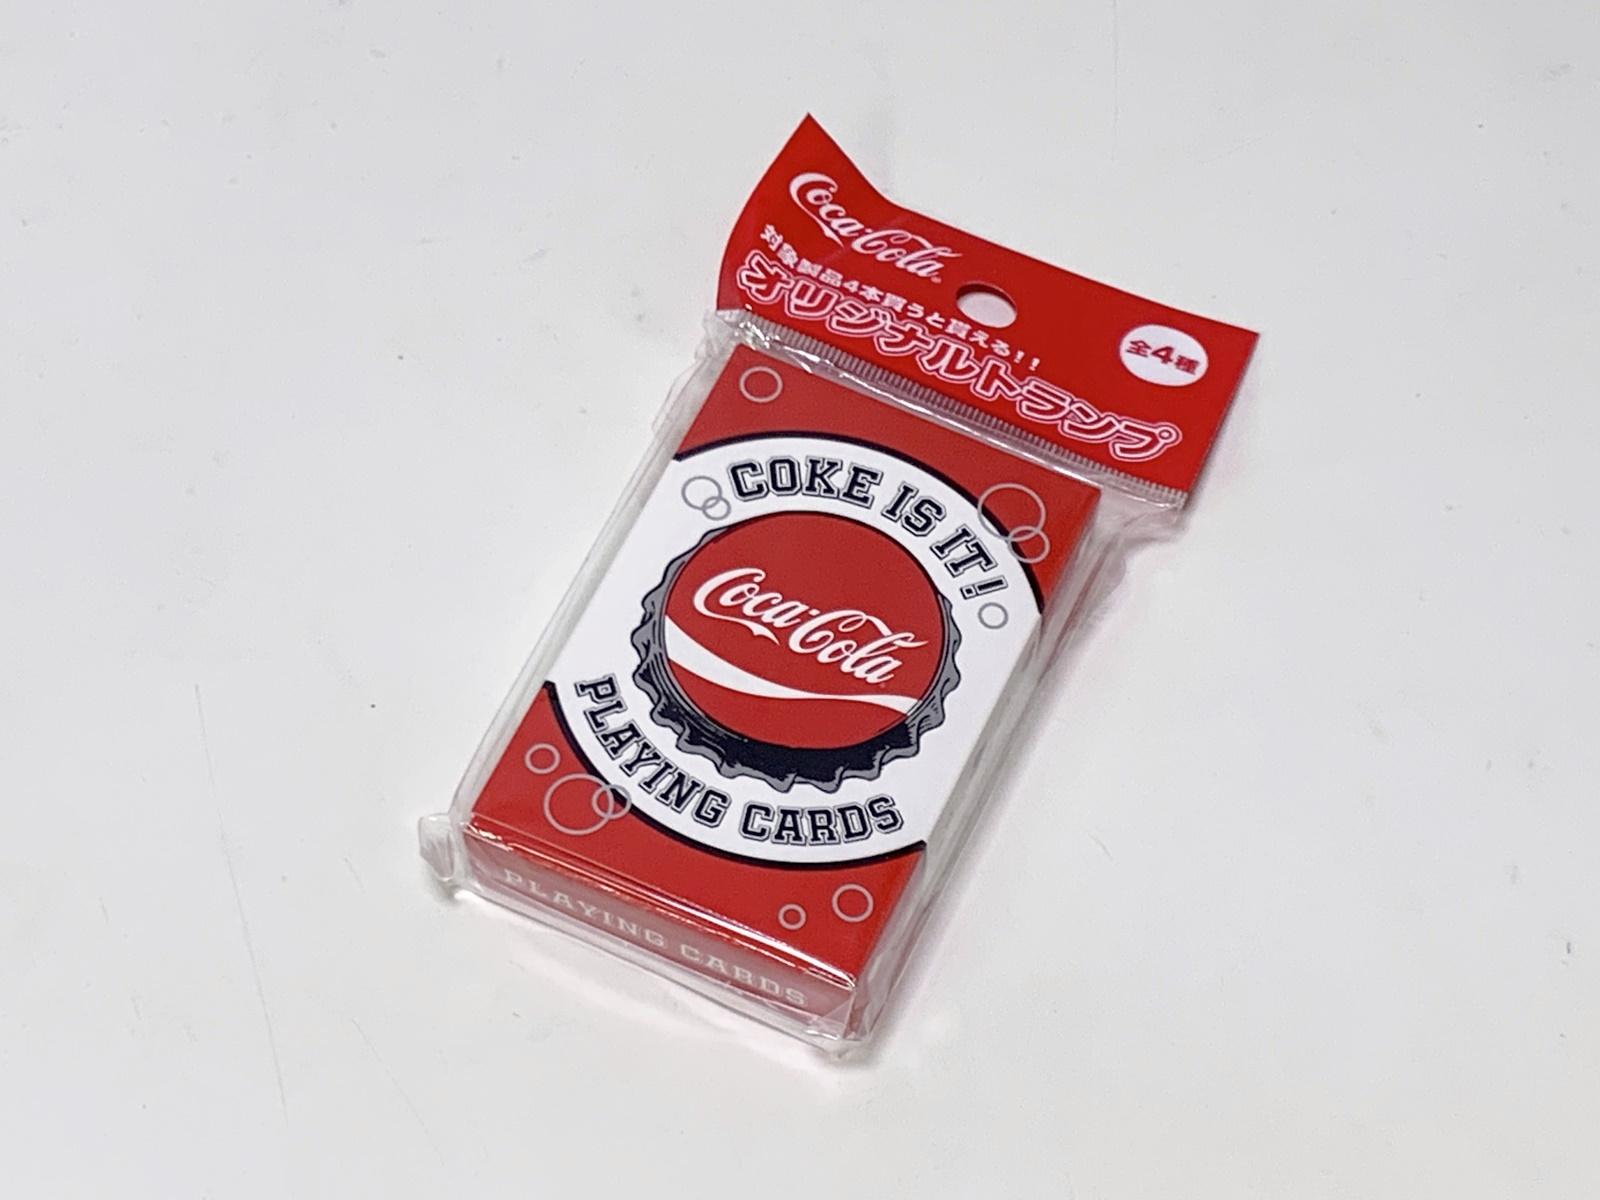 Coca-Cola
対象製品4本買うと貰える!!
オリジナルトランプ
全4種
COKE IS IT!
Coca-Cola
PLAYING CARDS
PLAYING CARDS